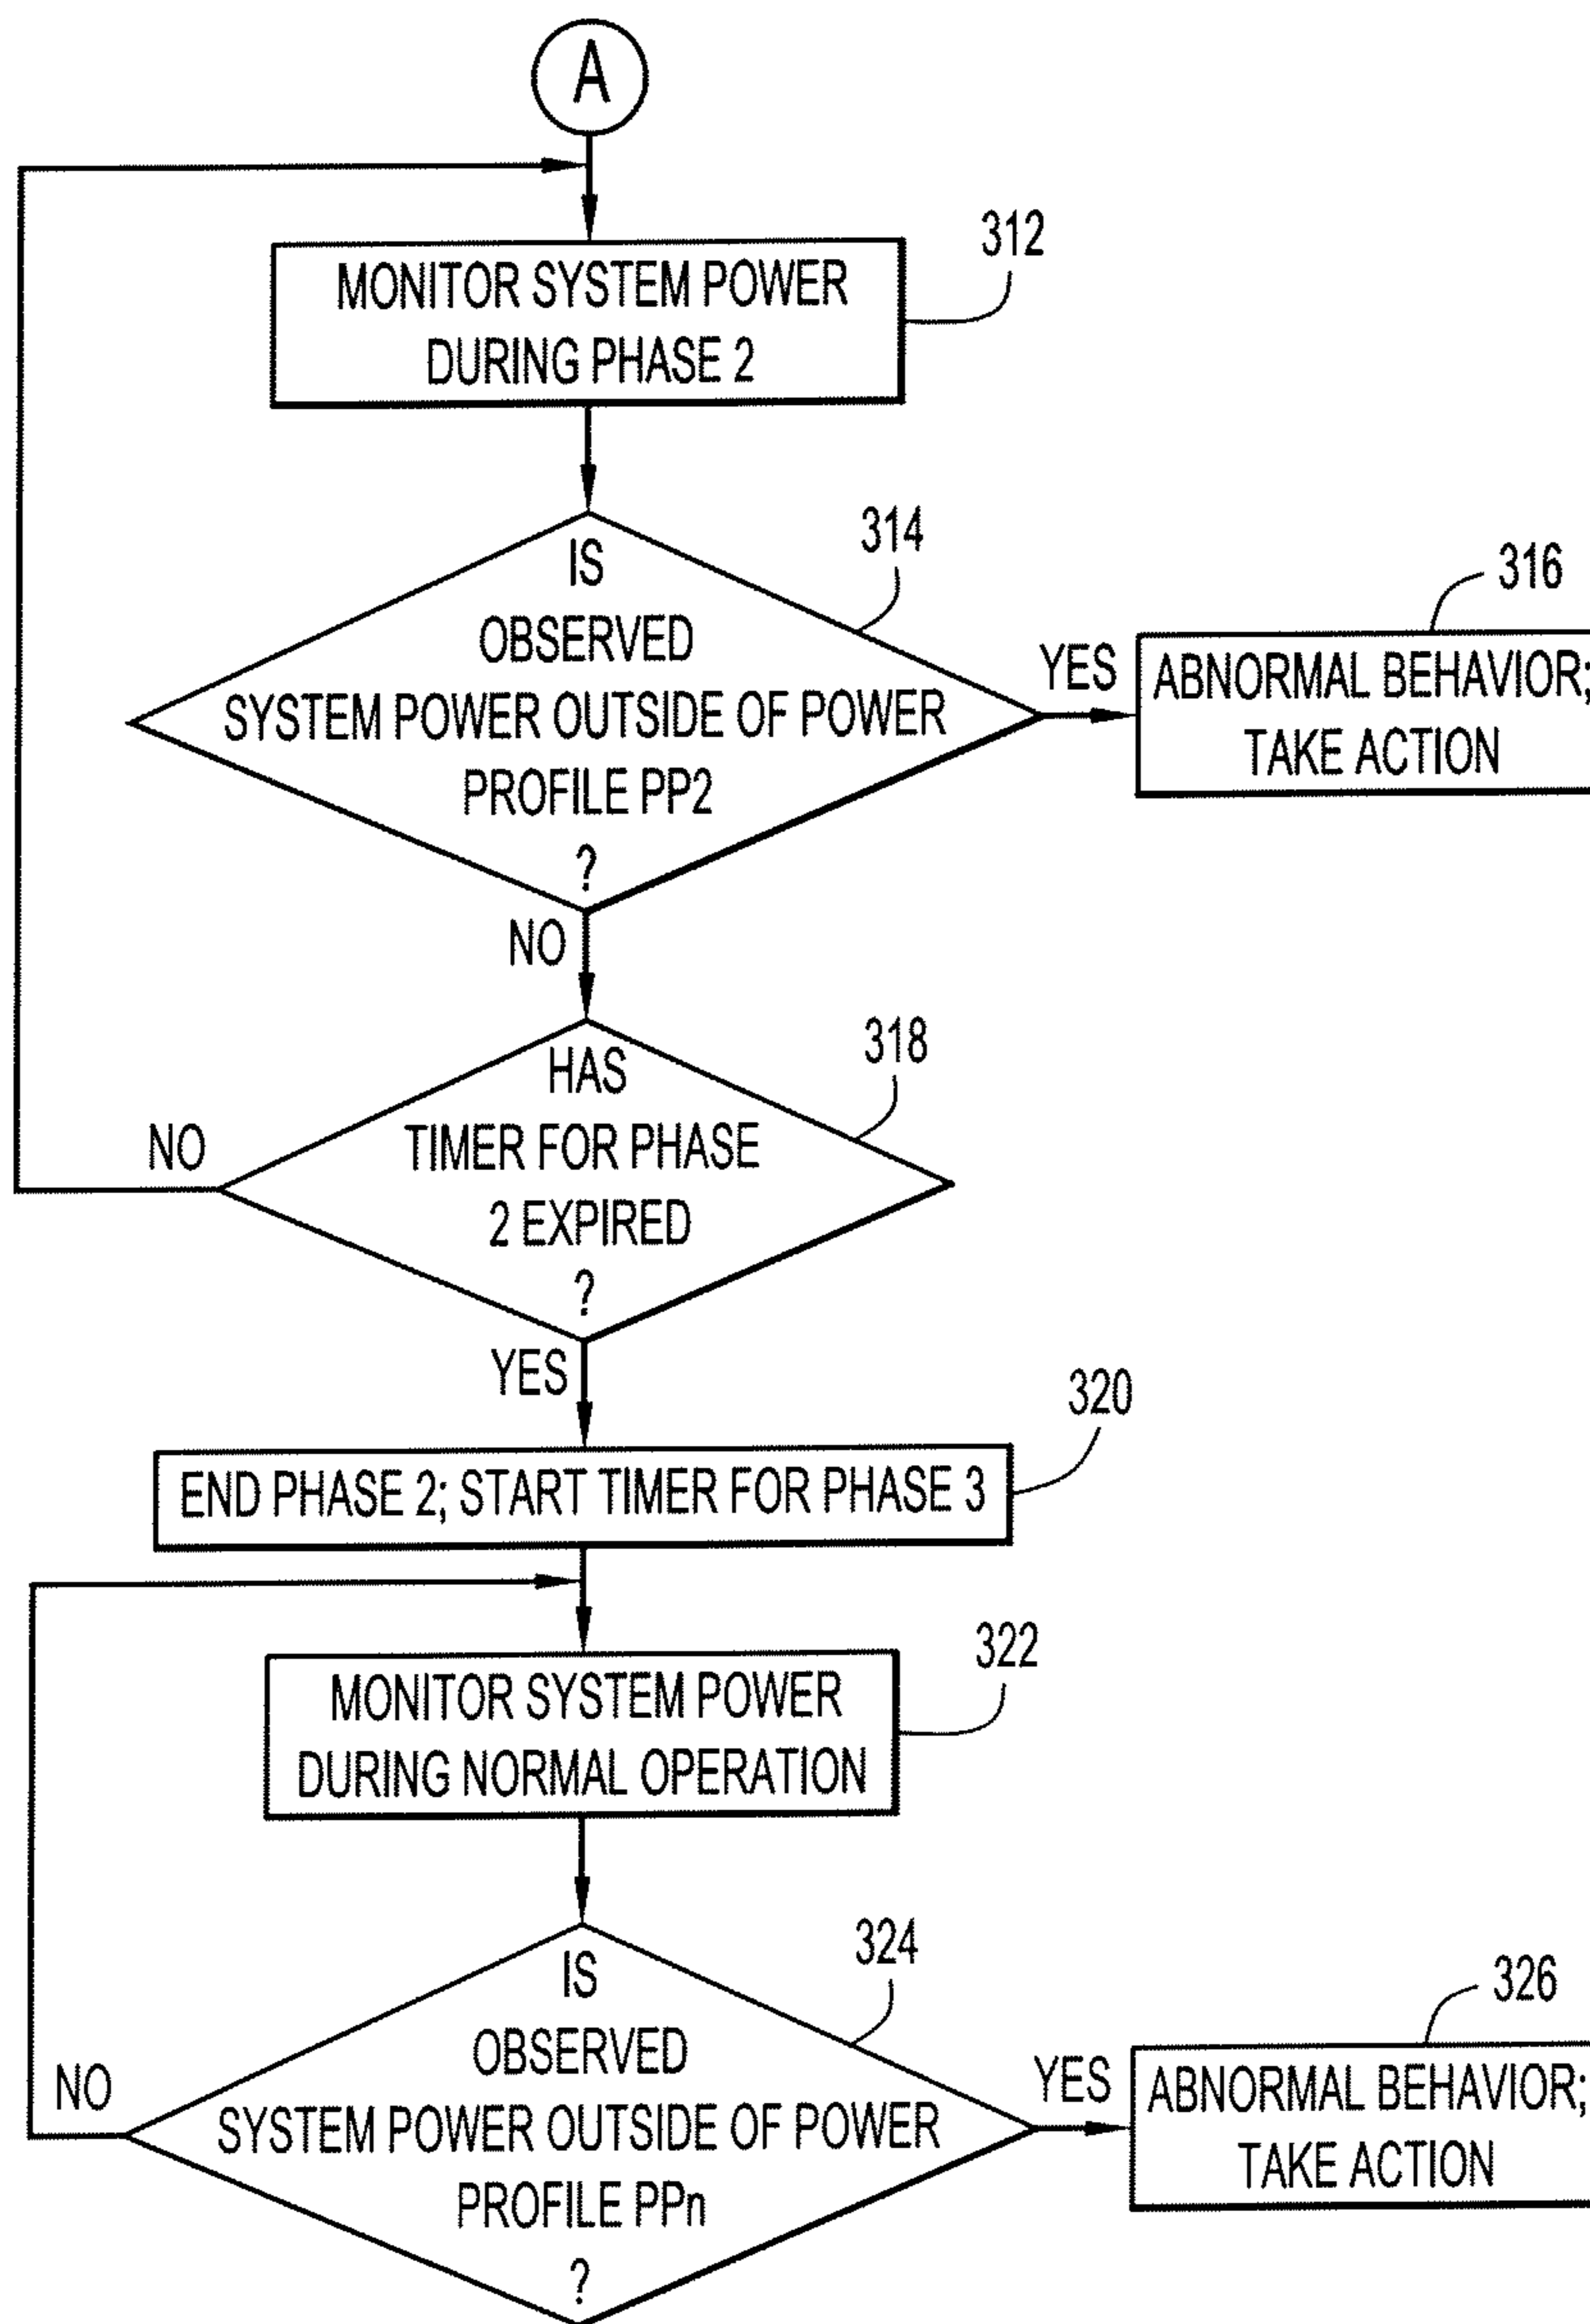 A
312
MONITOR SYSTEM POWER
DURING PHASE 2
314
IS
OBSERVED
SYSTEM POWER OUTSIDE OF POWER
PROFILE PP2
?
316
YES
ABNORMAL BEHAVIOR;
TAKE ACTION
NO
318
HAS
TIMER FOR PHASE
2 EXPIRED
?
NO
YES
320
END PHASE 2; START TIMER FOR PHASE 3
322
MONITOR SYSTEM POWER
DURING NORMAL OPERATION
324
IS
OBSERVED
SYSTEM POWER OUTSIDE OF POWER
PROFILE PPn
?
NO
326
YES
ABNORMAL BEHAVIOR;
TAKE ACTION